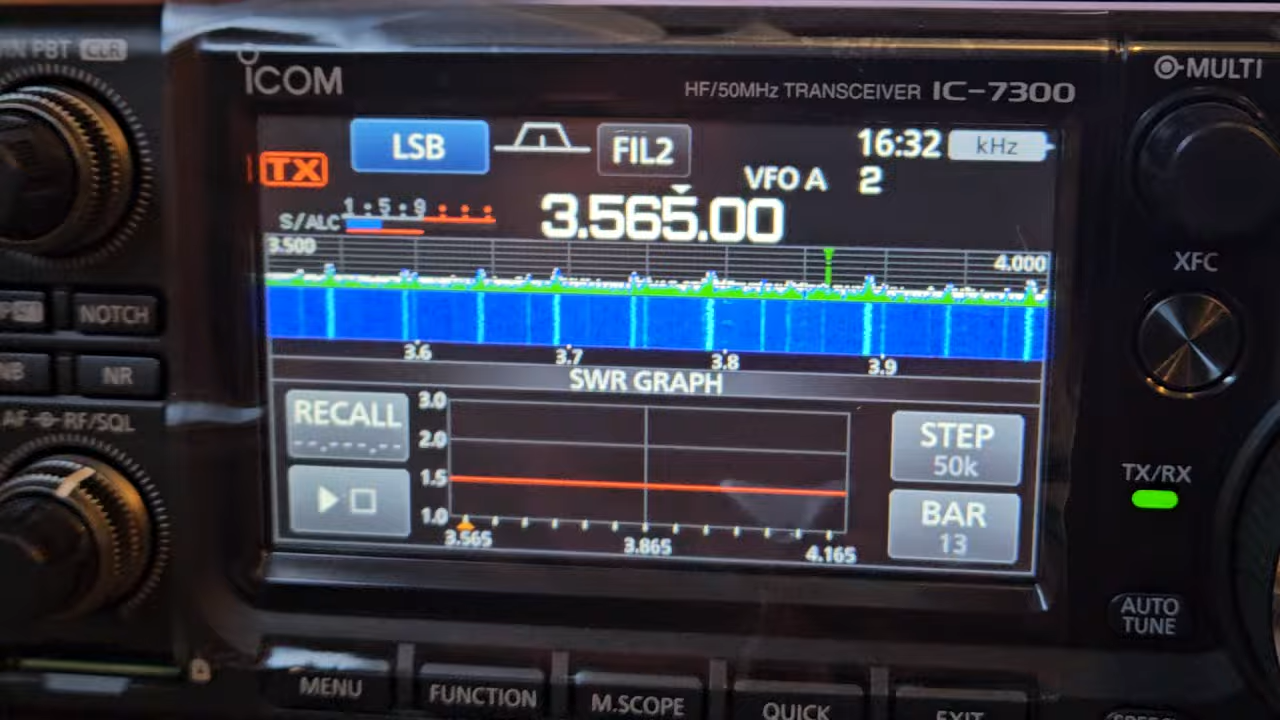 CLR
ICOM
HF/50MHz TRANSCEIVER IC-7300
MULTI
LSB
FIL2
16:32 kHz
TX
VFO A 2
1 5 9
S/ALC
3.565.00
3.500
4.000
XFC
NOTCH
3.6 3.7 3.8 3.9
NR
SWR GRAPH
AF RF/SQL
RECALL
--.---.--
3.0
2.0
1.5
1.0
3.565 3.865 4.165
STEP
50k
BAR
13
TX/RX
AUTO
TUNE
MENU
FUNCTION
M.SCOPE
QUICK
EXIT